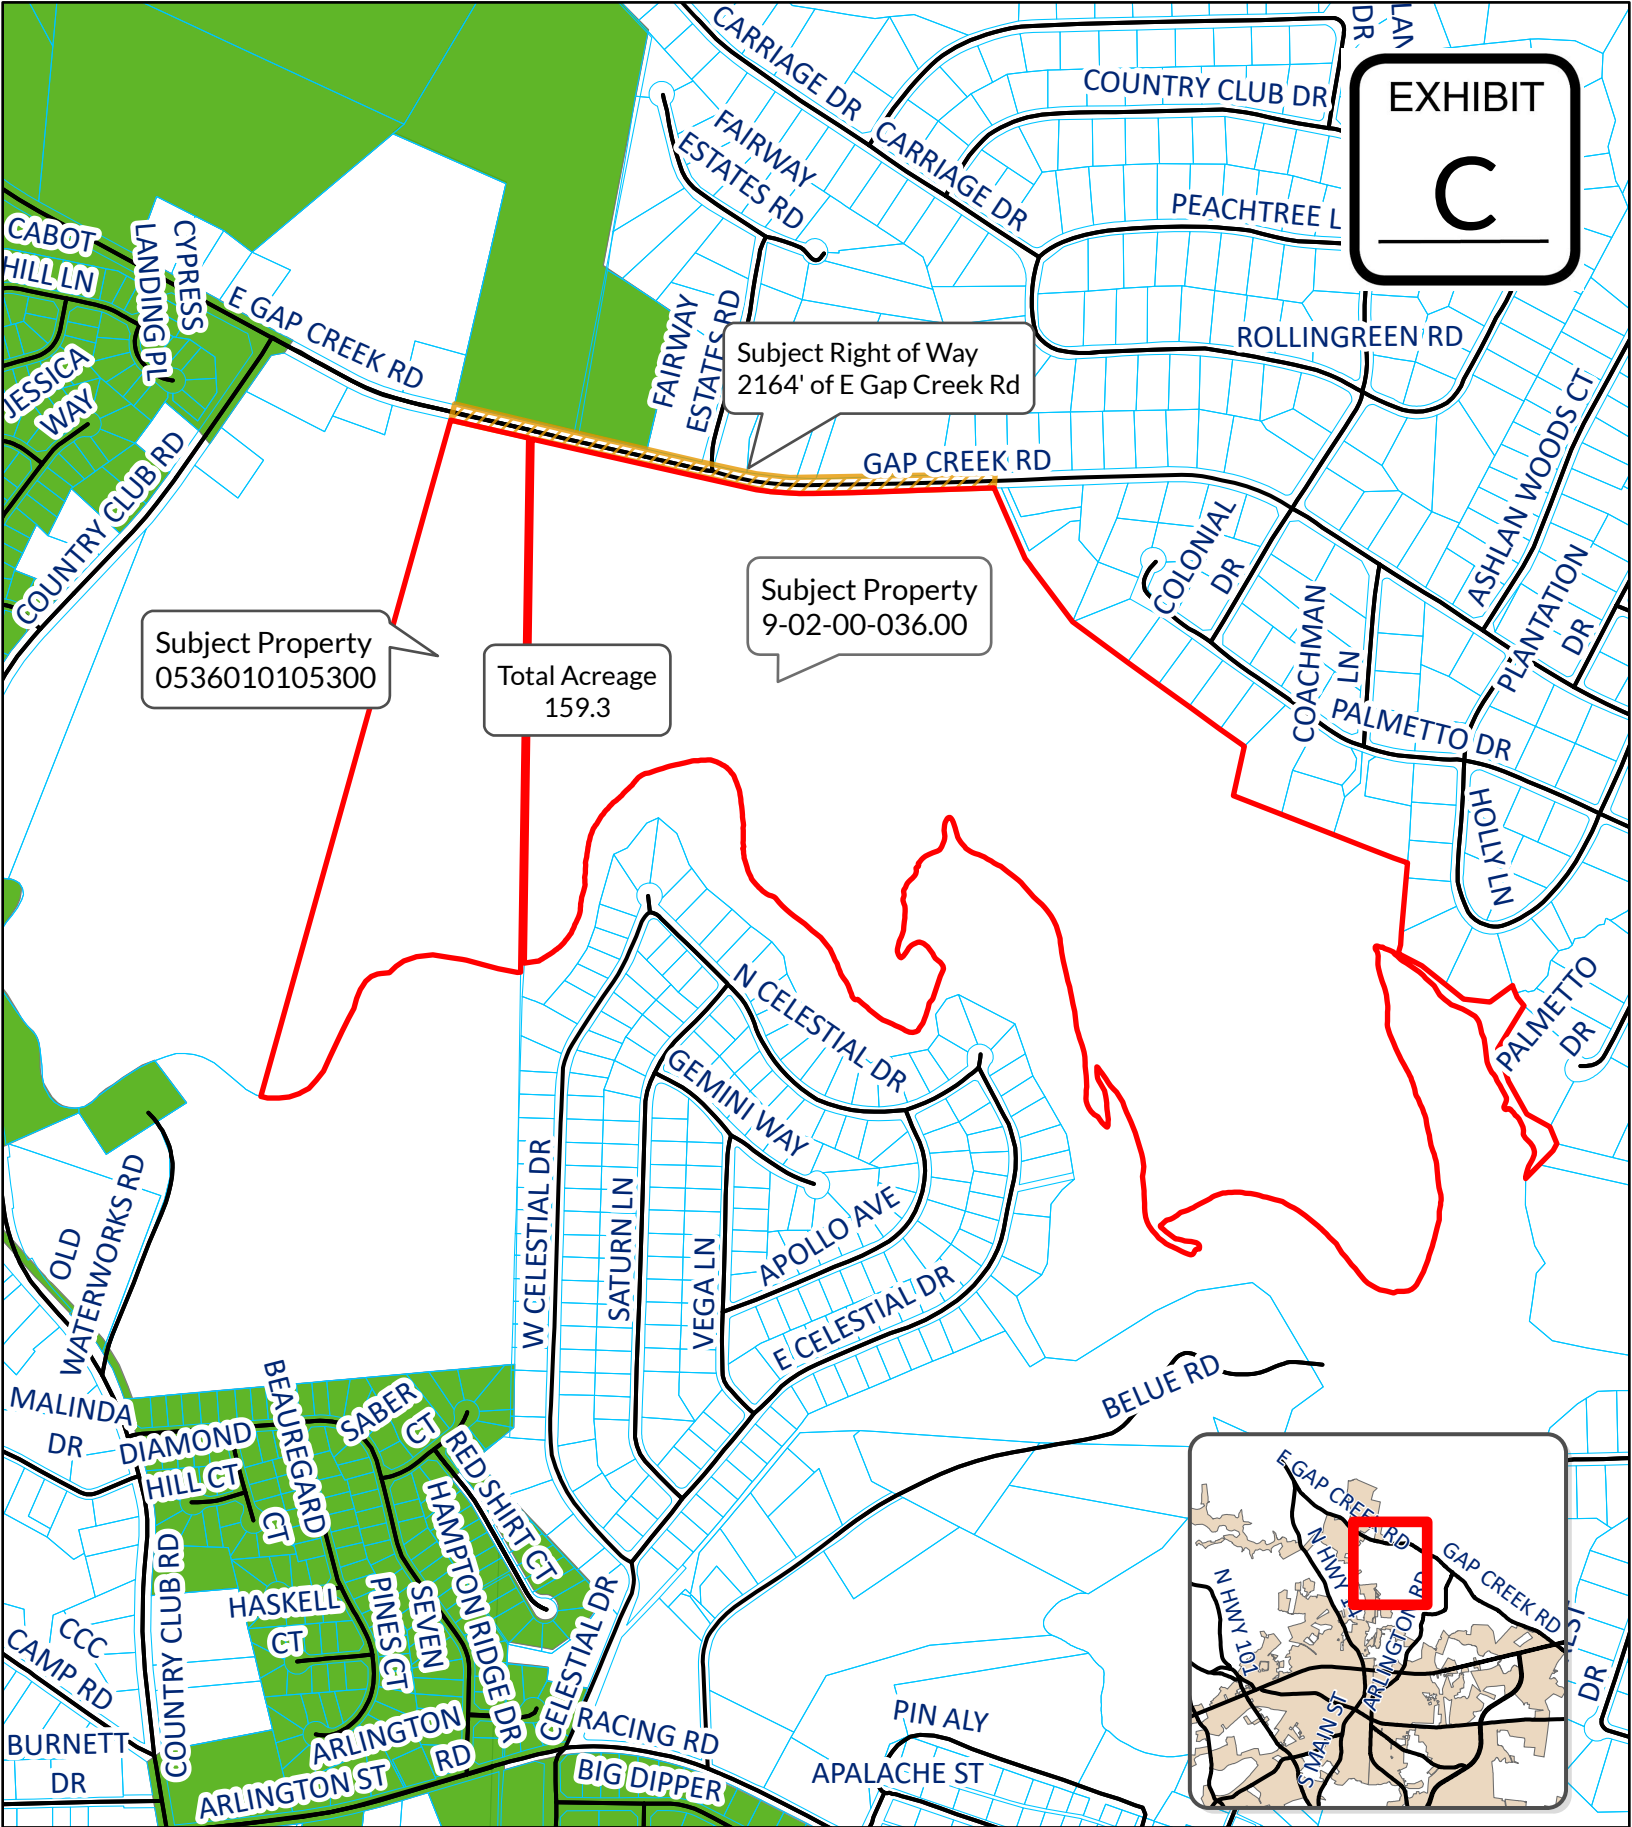 CARRIAGE DR
DR
LAN
EXHIBIT
C
COUNTRY CLUB DR
FAIRWAY
ESTATES RD
CARRIAGE DR
PEACHTREE L
CABOT
HILL LN
CYPRESS
LANDING PL
E GAP CREEK RD
FAIRWAY
ESTATES RD
ROLLINGREEN RD
Subject Right of Way
2164' of E Gap Creek Rd
JESSICA
WAY
ASHLAN WOODS CT
GAP CREEK RD
COUNTRY CLUB RD
COLONIAL
DR
PLANTATION
DR
Subject Property
9-02-00-036.00
COACHMAN
LN
Subject Property
0536010105300
Total Acreage
159.3
PALMETTO DR
HOLLY LN
PALMETTO
DR
N CELESTIAL DR
GEMINI WAY
OLD
WATERWORKS RD
W CELESTIAL DR
SATURN LN
VEGA LN
APOLLO AVE
E CELESTIAL DR
BELUE RD
MALINDA
DR
DIAMOND
HILL CT
BEAUREGARD
CT
SABER
CT
RED SHIRT CT
HAMPTON RIDGE DR
HASKELL
CT
SEVEN
PINES CT
CCC
CAMP RD
COUNTRY CLUB RD
CELESTIAL DR
BURNETT
DR
ARLINGTON
RD
ARLINGTON ST
RACING RD
BIG DIPPER
PIN ALY
APALACHE ST
E GAP CREEK RD
N HWY 14
GAP CREEK RD
N HWY 101
ARLINGTON RD
S MAIN ST
EST
DR